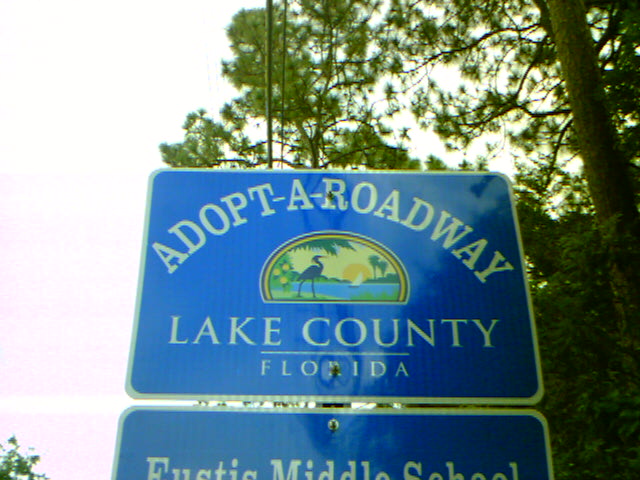 ADOPT-A-ROADWAY
LAKE COUNTY
FLORIDA
Eustis Middle School